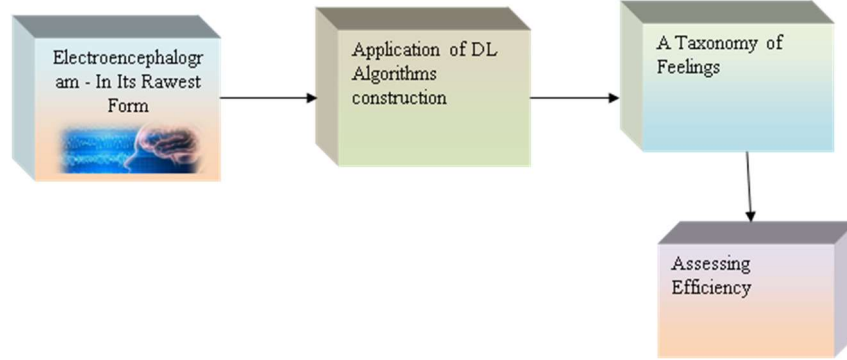 Electroencephalogr
am - In Its Rawest
Form
Application of DL
Algorithms
construction
A Taxonomy of
Feelings
Assessing
Efficiency